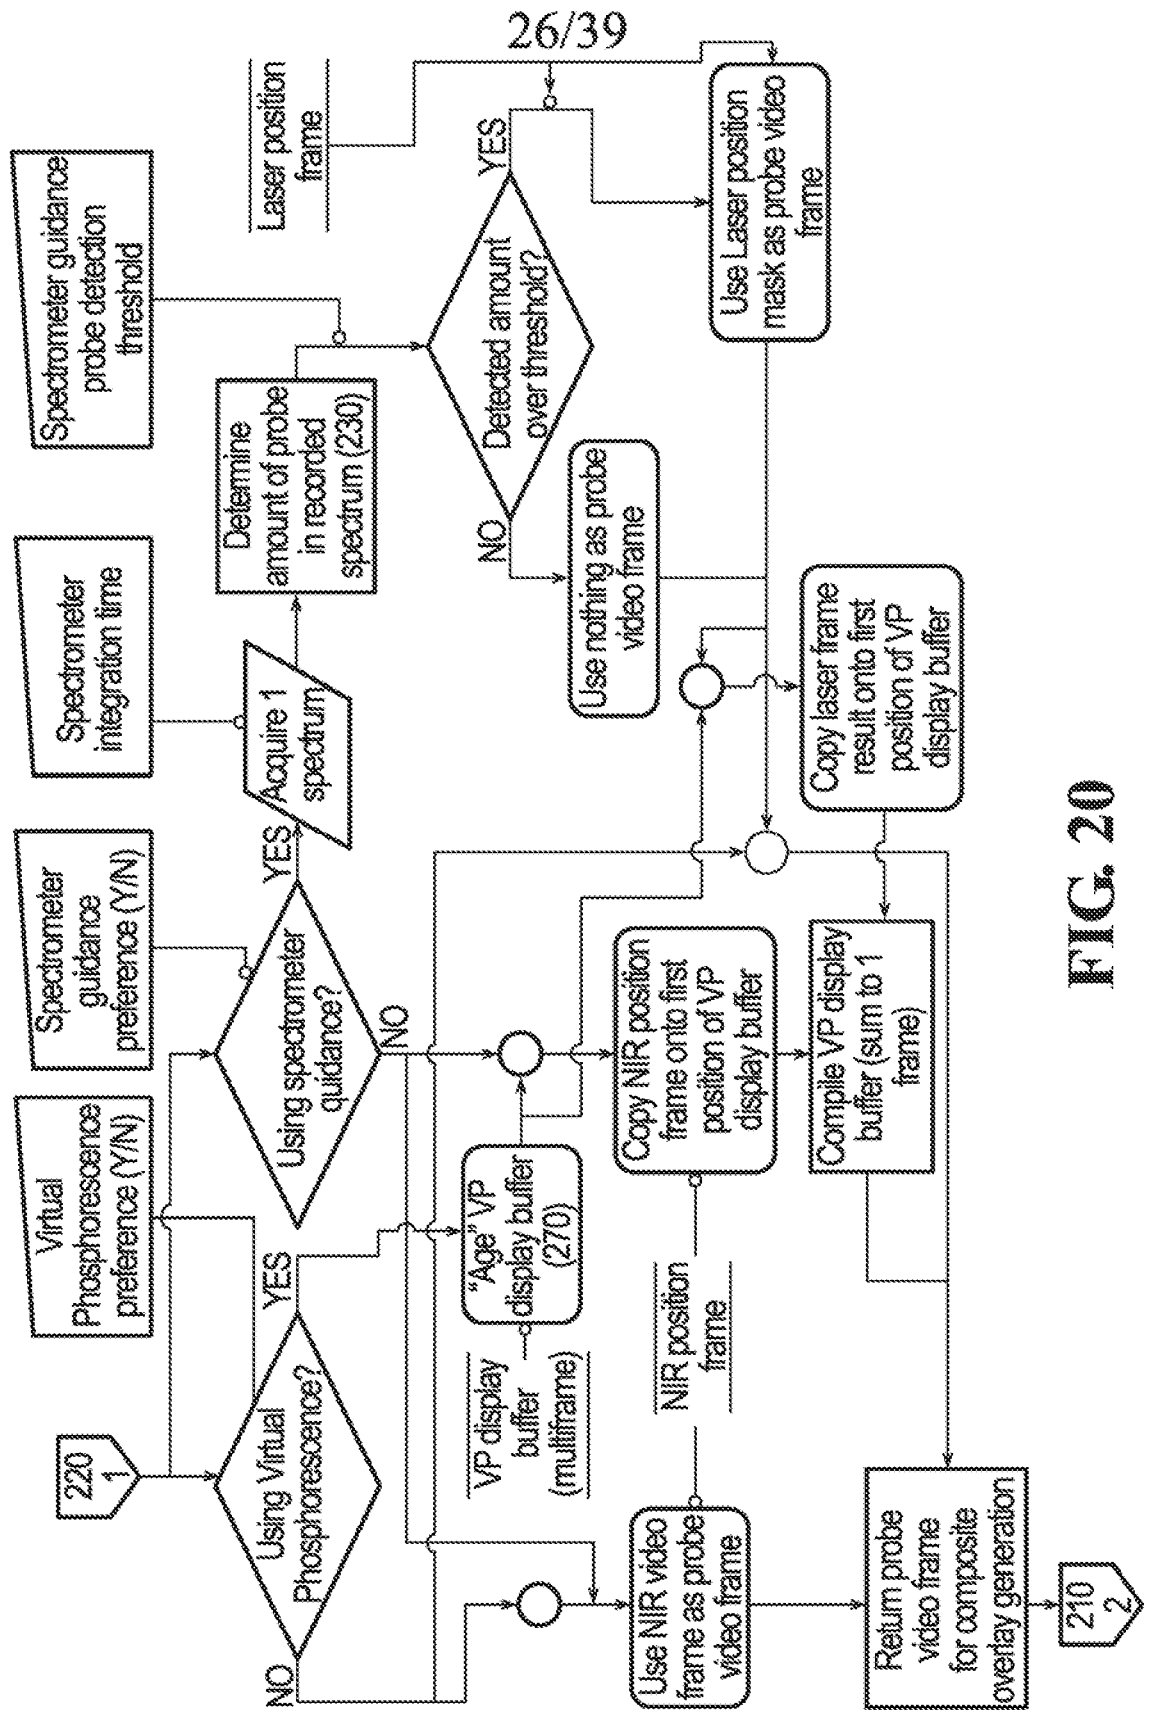 26/39
220
1
Virtual
Phosphorescence
preference (Y/N)
Spectrometer
guidance
preference (Y/N)
Spectrometer
integration time
Spectrometer guidance
probe detection
threshold
Using Virtual
Phosphorescence?
YES
NO
Using spectrometer
quidance?
YES
NO
Acquire 1
spectrum
Determine
amount of probe
in recorded
spectrum (230)
Laser position
frame
Detected amount
over threshold?
YES
NO
VP display
buffer
(multiframe)
"Age" VP
display buffer
(270)
Use nothing as probe
video frame
Use Laser position
mask as probe video
frame
NIR position
frame
Use NIR video
frame as probe
video frame
Copy NIR position
frame onto first
position of VP
display buffer
Copy laser frame
result onto first
position of VP
display buffer
Compile VP display
buffer (sum to 1
frame)
Return probe
video frame
for composite
overlay generation
210
2
FIG. 20